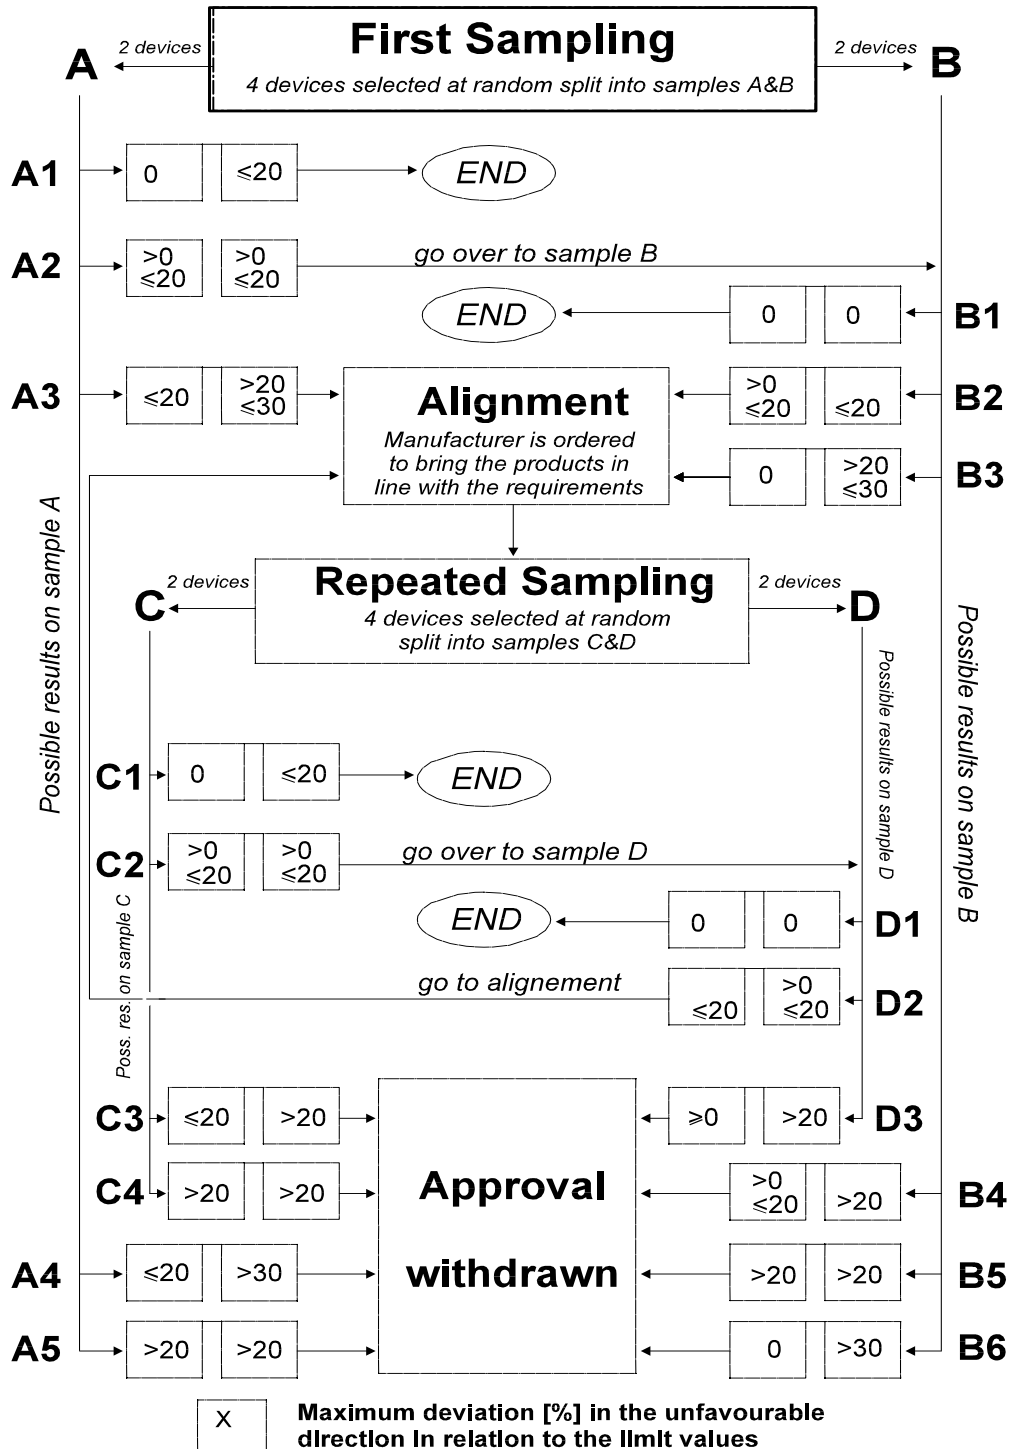 First Sampling
4 devices selected at random split into samples A&B
A
2 devices
2 devices
B
A1
0
≤20
END
A2
>0
≤20
>0
≤20
go over to sample B
END
0
0
B1
A3
≤20
>20
≤30
Alignment
Manufacturer is ordered
to bring the products in
line with the requirements
>0
≤20
≤20
B2
0
>20
≤30
B3
Possible results on sample A
Possible results on sample B
C
2 devices
Repeated Sampling
4 devices selected at random
split into samples C&D
2 devices
D
Poss. res. on sample C
Possible results on sample D
C1
0
≤20
END
C2
>0
≤20
>0
≤20
go over to sample D
END
0
0
D1
go to alignement
≤20
>0
≤20
D2
C3
≤20
>20
Approval
withdrawn
≥0
>20
D3
C4
>20
>20
>0
≤20
>20
B4
A4
≤20
>30
>20
>20
B5
A5
>20
>20
0
>30
B6
X
Maximum deviation [%] in the unfavourable
direction in relation to the limit values